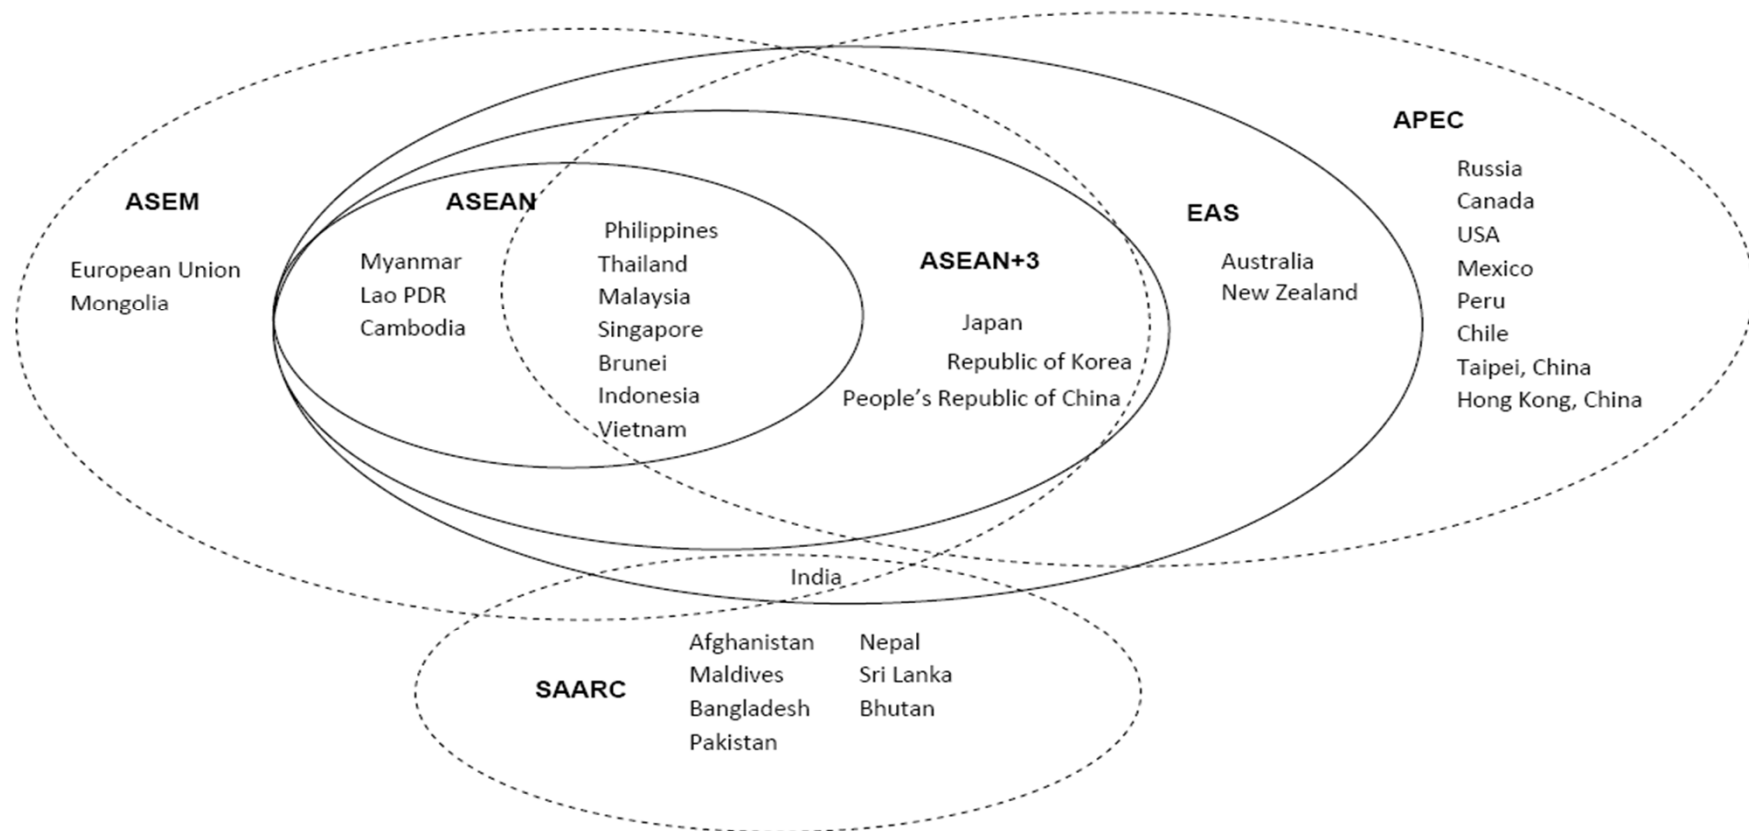 APEC
Russia
Canada
USA
Mexico
Peru
Chile
Taipei, China
Hong Kong, China
ASEM
European Union
Mongolia
ASEAN
Myanmar
Lao PDR
Cambodia
Philippines
Thailand
Malaysia
Singapore
Brunei
Indonesia
Vietnam
ASEAN+3
Japan
Republic of Korea
People’s Republic of China
EAS
Australia
New Zealand
India
SAARC
Afghanistan
Maldives
Bangladesh
Pakistan
Nepal
Sri Lanka
Bhutan